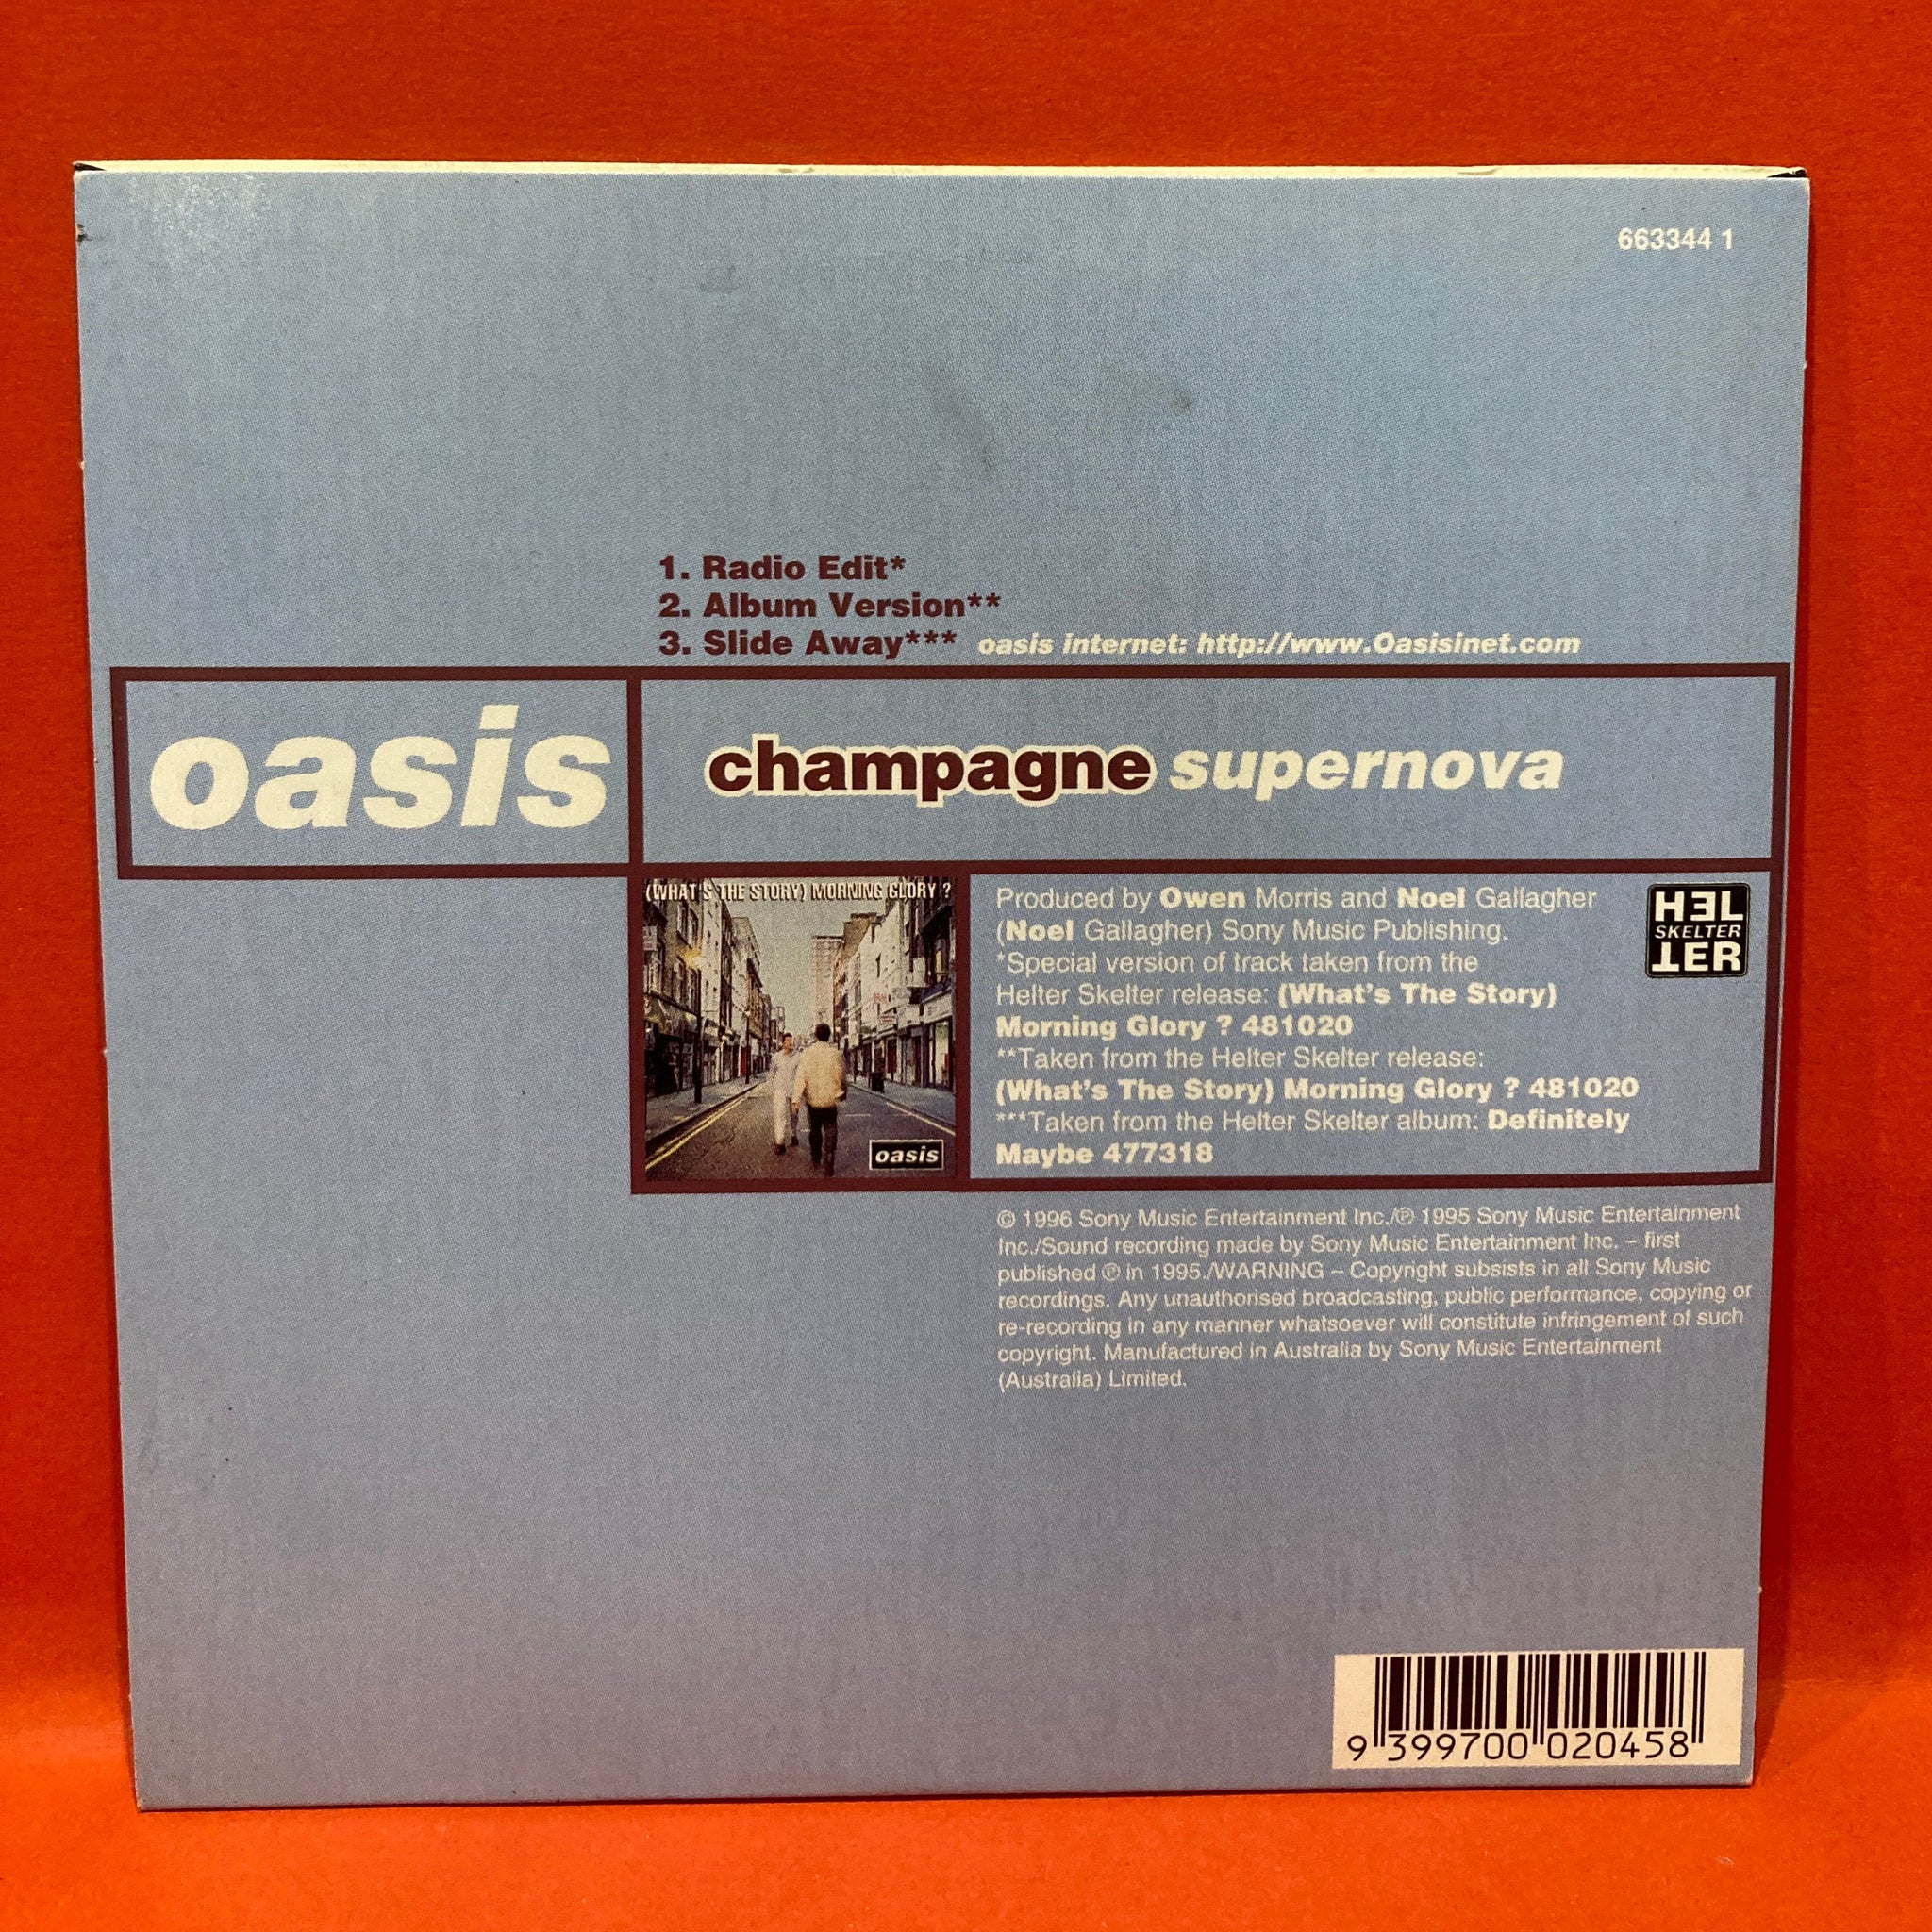 663344 1
1. Radio Edit*
2. Album Version**
3. Slide Away*** oasis internet: http://www.Oasisinet.com
oasis
champagne supernova
(WHAT'S THE STORY) MORNING GLORY ?
oasis
Produced by Owen Morris and Noel Gallagher
(Noel Gallagher) Sony Music Publishing.
*Special version of track taken from the
Helter Skelter release: (What's The Story)
Morning Glory ? 481020
**Taken from the Helter Skelter release:
(What's The Story) Morning Glory ? 481020
***Taken from the Helter Skelter album: Definitely
Maybe 477318
HEL
SKELTER
TER
© 1996 Sony Music Entertainment Inc./℗ 1995 Sony Music Entertainment
Inc./Sound recording made by Sony Music Entertainment Inc. – first
published ℗ in 1995./WARNING – Copyright subsists in all Sony Music
recordings. Any unauthorised broadcasting, public performance, copying or
re-recording in any manner whatsoever will constitute infringement of such
copyright. Manufactured in Australia by Sony Music Entertainment
(Australia) Limited.
9 399700 020458